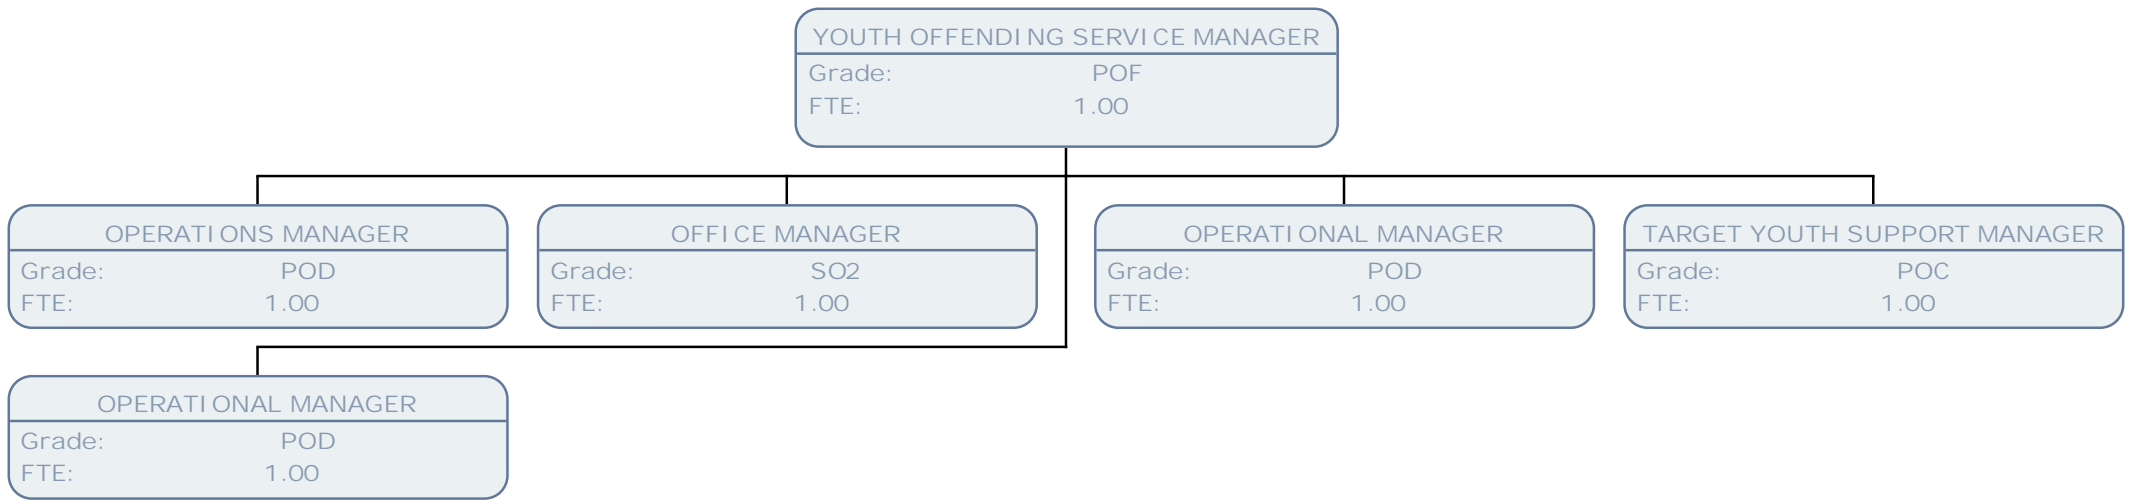 YOUTH OFFENDING SERVICE MANAGER
Grade: POF
FTE: 1.00
OPERATIONS MANAGER
Grade: POD
FTE: 1.00
OFFICE MANAGER
Grade: SO2
FTE: 1.00
OPERATIONAL MANAGER
Grade: POD
FTE: 1.00
TARGET YOUTH SUPPORT MANAGER
Grade: POC
FTE: 1.00
OPERATIONAL MANAGER
Grade: POD
FTE: 1.00